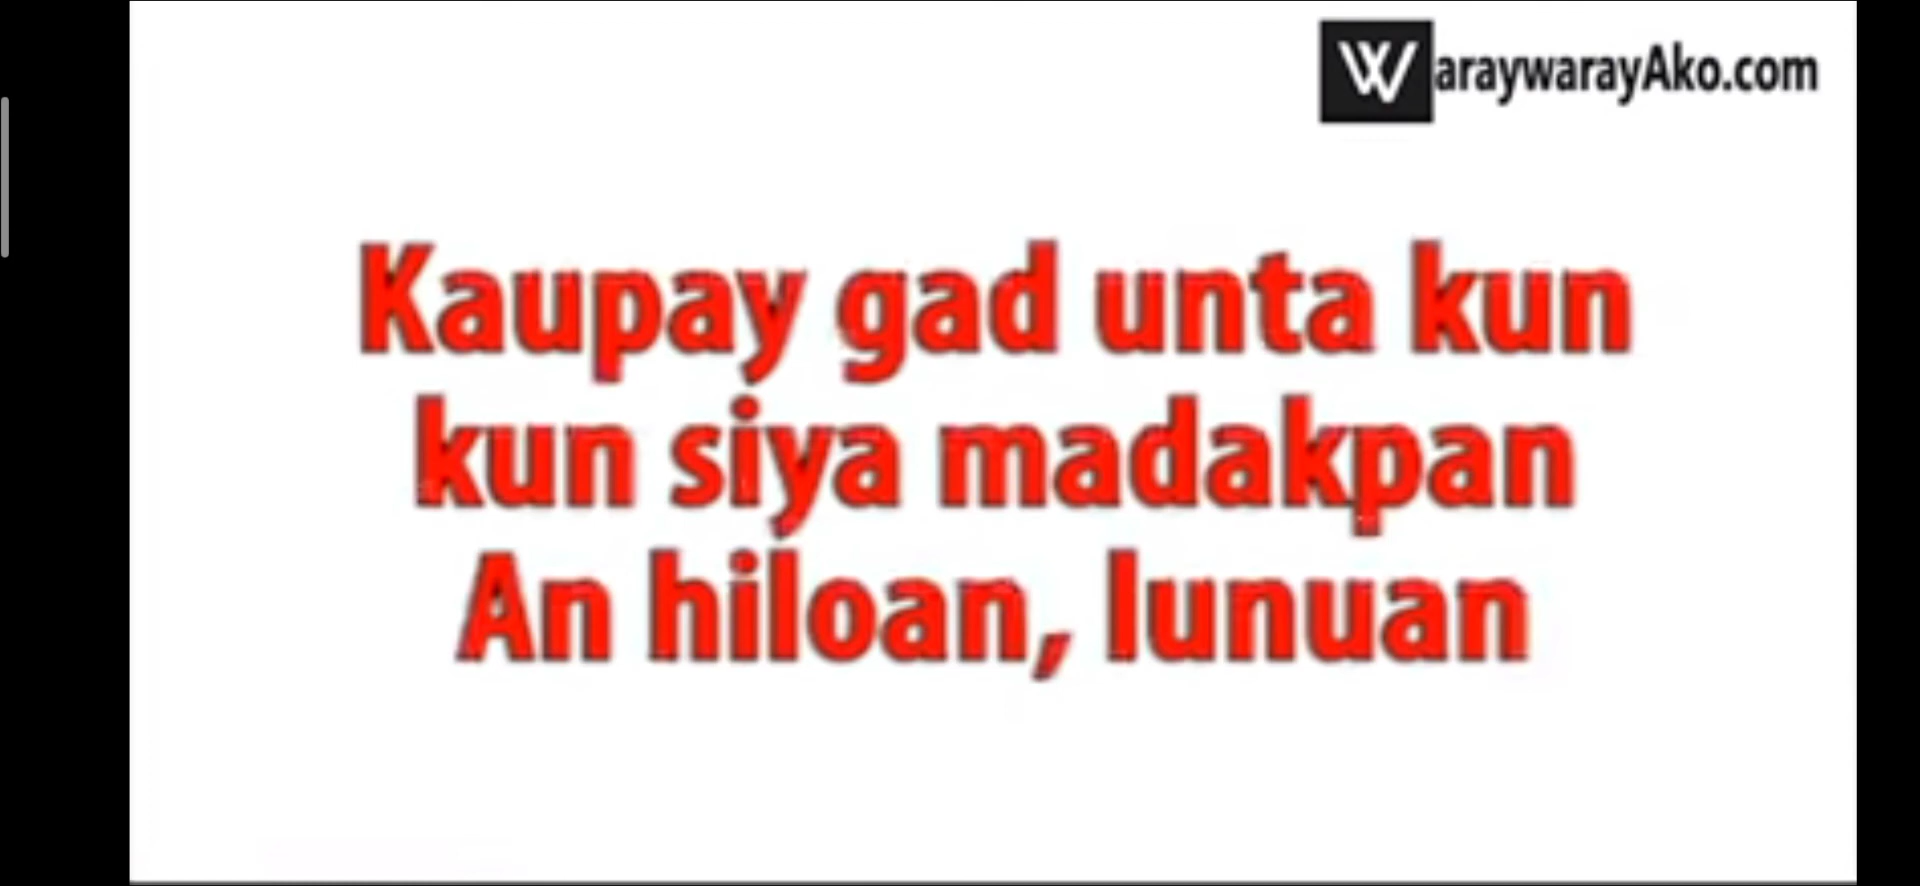 WaraywarayAko.com
Kaupay gad unta kun
kun siya madakpan
An hiloan, lunuan